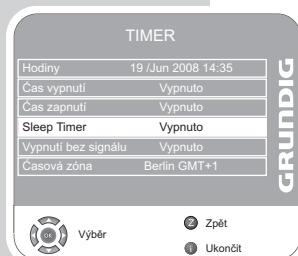 TIMER
Hodiny 19 /Jun 2008 14:35
Čas vypnutí Vypnuto
Čas zapnutí Vypnuto
Sleep Timer Vypnuto
Vypnutí bez signálu Vypnuto
Časová zóna Berlin GMT+1
GRUNDIG
OK Výběr
Z Zpět
i Ukončit